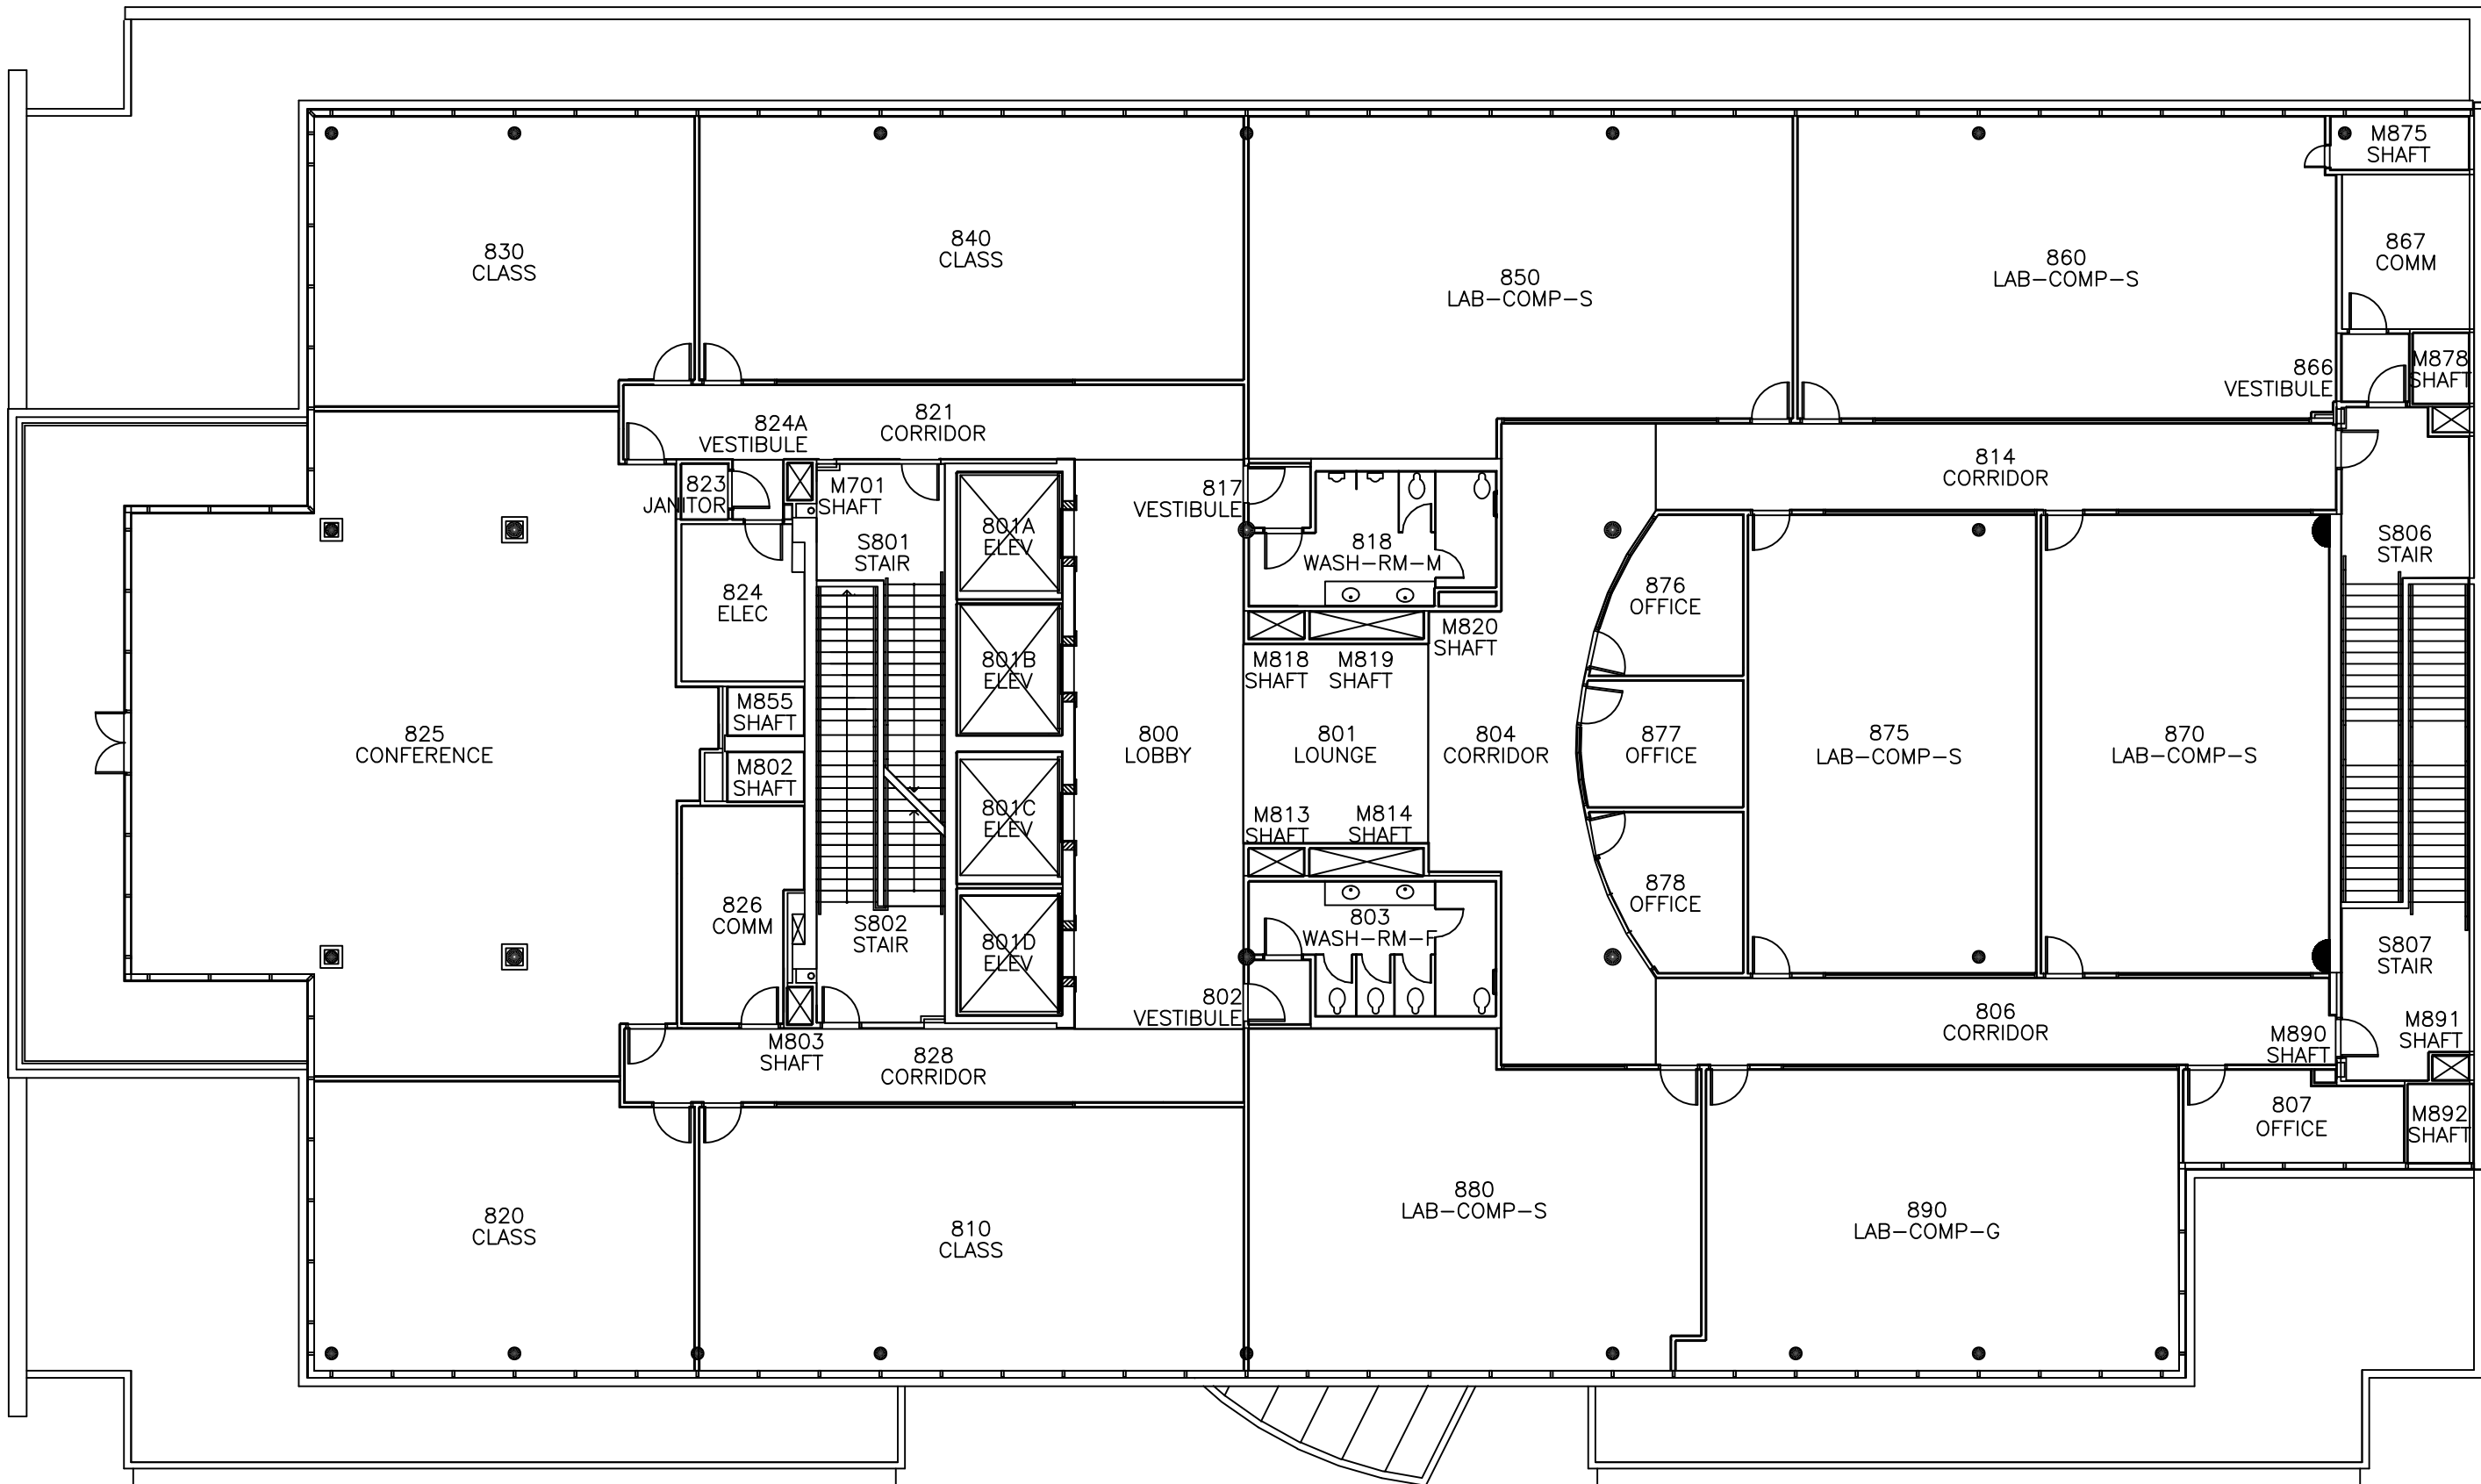 M875
SHAFT
830
CLASS
840
CLASS
850
LAB-COMP-S
860
LAB-COMP-S
867
COMM
866
VESTIBULE
M878
SHAFT
824A
VESTIBULE
821
CORRIDOR
814
CORRIDOR
823
JANITOR
M701
SHAFT
817
VESTIBULE
801A
ELEV
S801
STAIR
818
WASH-RM-M
S806
STAIR
824
ELEC
876
OFFICE
M820
SHAFT
801B
ELEV
M818
SHAFT
M819
SHAFT
M855
SHAFT
825
CONFERENCE
800
LOBBY
801
LOUNGE
804
CORRIDOR
877
OFFICE
875
LAB-COMP-S
870
LAB-COMP-S
M802
SHAFT
801C
ELEV
M813
SHAFT
M814
SHAFT
878
OFFICE
826
COMM
S802
STAIR
801D
ELEV
803
WASH-RM-F
S807
STAIR
802
VESTIBULE
806
CORRIDOR
M890
SHAFT
M891
SHAFT
M803
SHAFT
828
CORRIDOR
807
OFFICE
M892
SHAFT
820
CLASS
810
CLASS
880
LAB-COMP-S
890
LAB-COMP-G